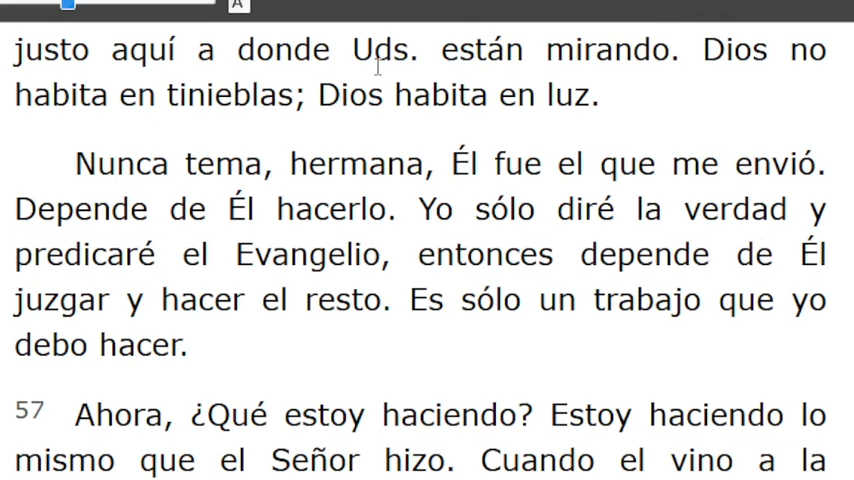 A
justo aquí a donde Uds. están mirando. Dios no
habita en tinieblas; Dios habita en luz.
Nunca tema, hermana, Él fue el que me envió.
Depende de Él hacerlo. Yo sólo diré la verdad y
predicaré el Evangelio, entonces depende de Él
juzgar y hacer el resto. Es sólo un trabajo que yo
debo hacer.
57 Ahora, ¿Qué estoy haciendo? Estoy haciendo lo
mismo que el Señor hizo. Cuando el vino a la